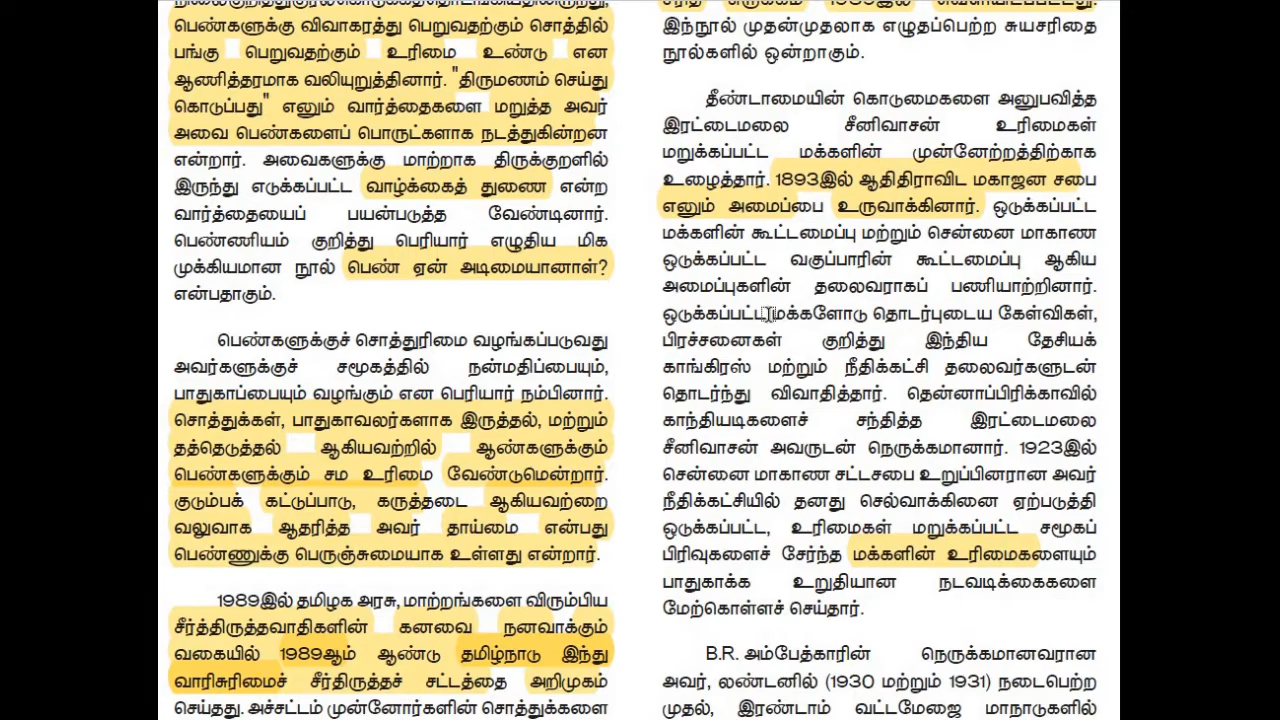 பெண்களுக்கு விவாகரத்து பெறுவதற்கும் சொத்தில்
பங்கு பெறுவதற்கும் உரிமை உண்டு என
ஆணித்தரமாக வலியுறுத்தினார். "திருமணம் செய்து
கொடுப்பது" எனும் வார்த்தைகளை மறுத்த அவர்
அவை பெண்களைப் பொருட்களாக நடத்துகின்றன
என்றார். அவைகளுக்கு மாற்றாக திருக்குறளில்
இருந்து எடுக்கப்பட்ட வாழ்க்கைத் துணை என்ற
வார்த்தையைப் பயன்படுத்த வேண்டினார்.
பெண்ணியம் குறித்து பெரியார் எழுதிய மிக
முக்கியமான நூல் பெண் ஏன் அடிமையானாள்?
என்பதாகும்.
பெண்களுக்குச் சொத்துரிமை வழங்கப்படுவது
அவர்களுக்குச் சமூகத்தில் நன்மதிப்பையும்,
பாதுகாப்பையும் வழங்கும் என பெரியார் நம்பினார்.
சொத்துக்கள், பாதுகாவலர்களாக இருத்தல், மற்றும்
தத்தெடுத்தல் ஆகியவற்றில் ஆண்களுக்கும்
பெண்களுக்கும் சம உரிமை வேண்டுமென்றார்.
குடும்பக் கட்டுப்பாடு, கருத்தடை ஆகியவற்றை
வலுவாக ஆதரித்த அவர் தாய்மை என்பது
பெண்ணுக்கு பெருஞ்சுமையாக உள்ளது என்றார்.
1989இல் தமிழக அரசு, மாற்றங்களை விரும்பிய
சீர்த்திருத்தவாதிகளின் கனவை நனவாக்கும்
வகையில் 1989ஆம் ஆண்டு தமிழ்நாடு இந்து
வாரிசுரிமைச் சீர்திருத்தச் சட்டத்தை அறிமுகம்
செய்தது. அச்சட்டம் முன்னோர்களின் சொத்துக்களை
இந்நூல் முதன்முதலாக எழுதப்பெற்ற சுயசரிதை
நூல்களில் ஒன்றாகும்.
தீண்டாமையின் கொடுமைகளை அனுபவித்த
இரட்டைமலை சீனிவாசன் உரிமைகள்
மறுக்கப்பட்ட மக்களின் முன்னேற்றத்திற்காக
உழைத்தார். 1893இல் ஆதிதிராவிட மகாஜன சபை
எனும் அமைப்பை உருவாக்கினார். ஒடுக்கப்பட்ட
மக்களின் கூட்டமைப்பு மற்றும் சென்னை மாகாண
ஒடுக்கப்பட்ட வகுப்பாரின் கூட்டமைப்பு ஆகிய
அமைப்புகளின் தலைவராகப் பணியாற்றினார்.
ஒடுக்கப்பட்ட மக்களோடு தொடர்புடைய கேள்விகள்,
பிரச்சனைகள் குறித்து இந்திய தேசியக்
காங்கிரஸ் மற்றும் நீதிக்கட்சி தலைவர்களுடன்
தொடர்ந்து விவாதித்தார். தென்னாப்பிரிக்காவில்
காந்தியடிகளைச் சந்தித்த இரட்டைமலை
சீனிவாசன் அவருடன் நெருக்கமானார். 1923இல்
சென்னை மாகாண சட்டசபை உறுப்பினரான அவர்
நீதிக்கட்சியில் தனது செல்வாக்கினை ஏற்படுத்தி
ஒடுக்கப்பட்ட, உரிமைகள் மறுக்கப்பட்ட சமூகப்
பிரிவுகளைச் சேர்ந்த மக்களின் உரிமைகளையும்
பாதுகாக்க உறுதியான நடவடிக்கைகளை
மேற்கொள்ளச் செய்தார்.
B.R. அம்பேத்காரின் நெருக்கமானவரான
அவர், லண்டனில் (1930 மற்றும் 1931) நடைபெற்ற
முதல், இரண்டாம் வட்டமேஜை மாநாடுகளில்